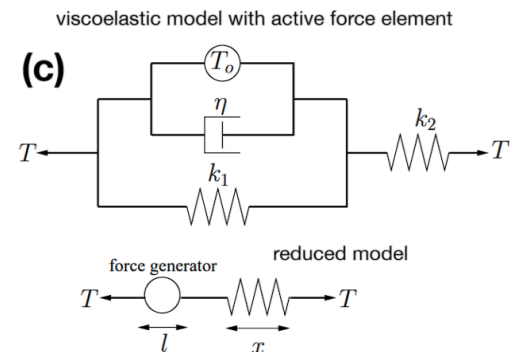 viscoelastic model with active force element
(c)
T_o
η
k_2
T
T
k_1
reduced model
force generator
T
T
l
x